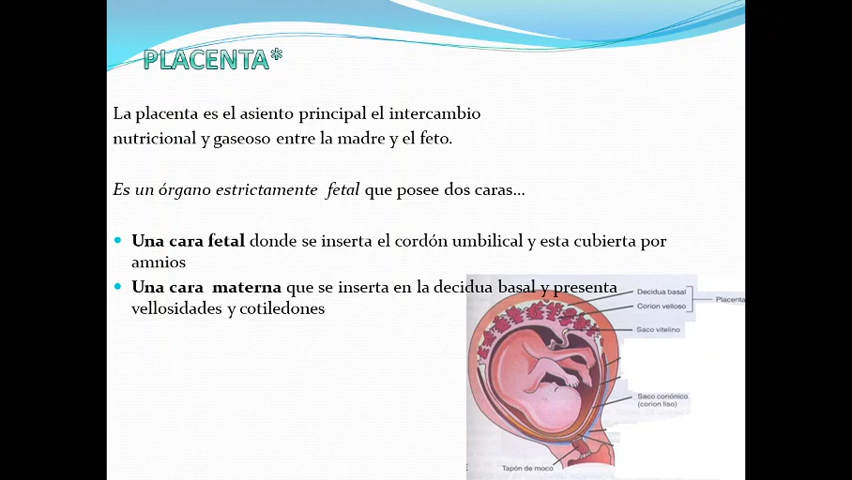 PLACENTA*
La placenta es el asiento principal el intercambio
nutricional y gaseoso entre la madre y el feto.
Es un órgano estrictamente fetal que posee dos caras...
Una cara fetal donde se inserta el cordón umbilical y esta cubierta por
amnios
Una cara materna que se inserta en la decidua basal y presenta
vellosidades y cotiledones
Decidua basal
Corion velloso
Placenta
Saco vitelino
Saco coriónico
(corion liso)
Tapón de moco